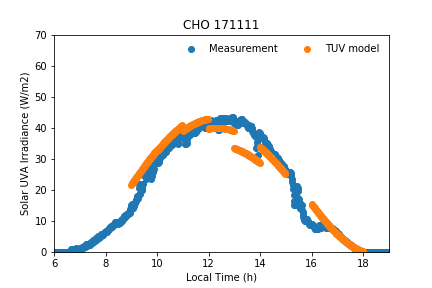 CHO 171111
Measurement TUV model
Solar UVA Irradiance (W/m2)
70
60
50
40
30
20
10
0
6 8 10 12 14 16 18
Local Time (h)